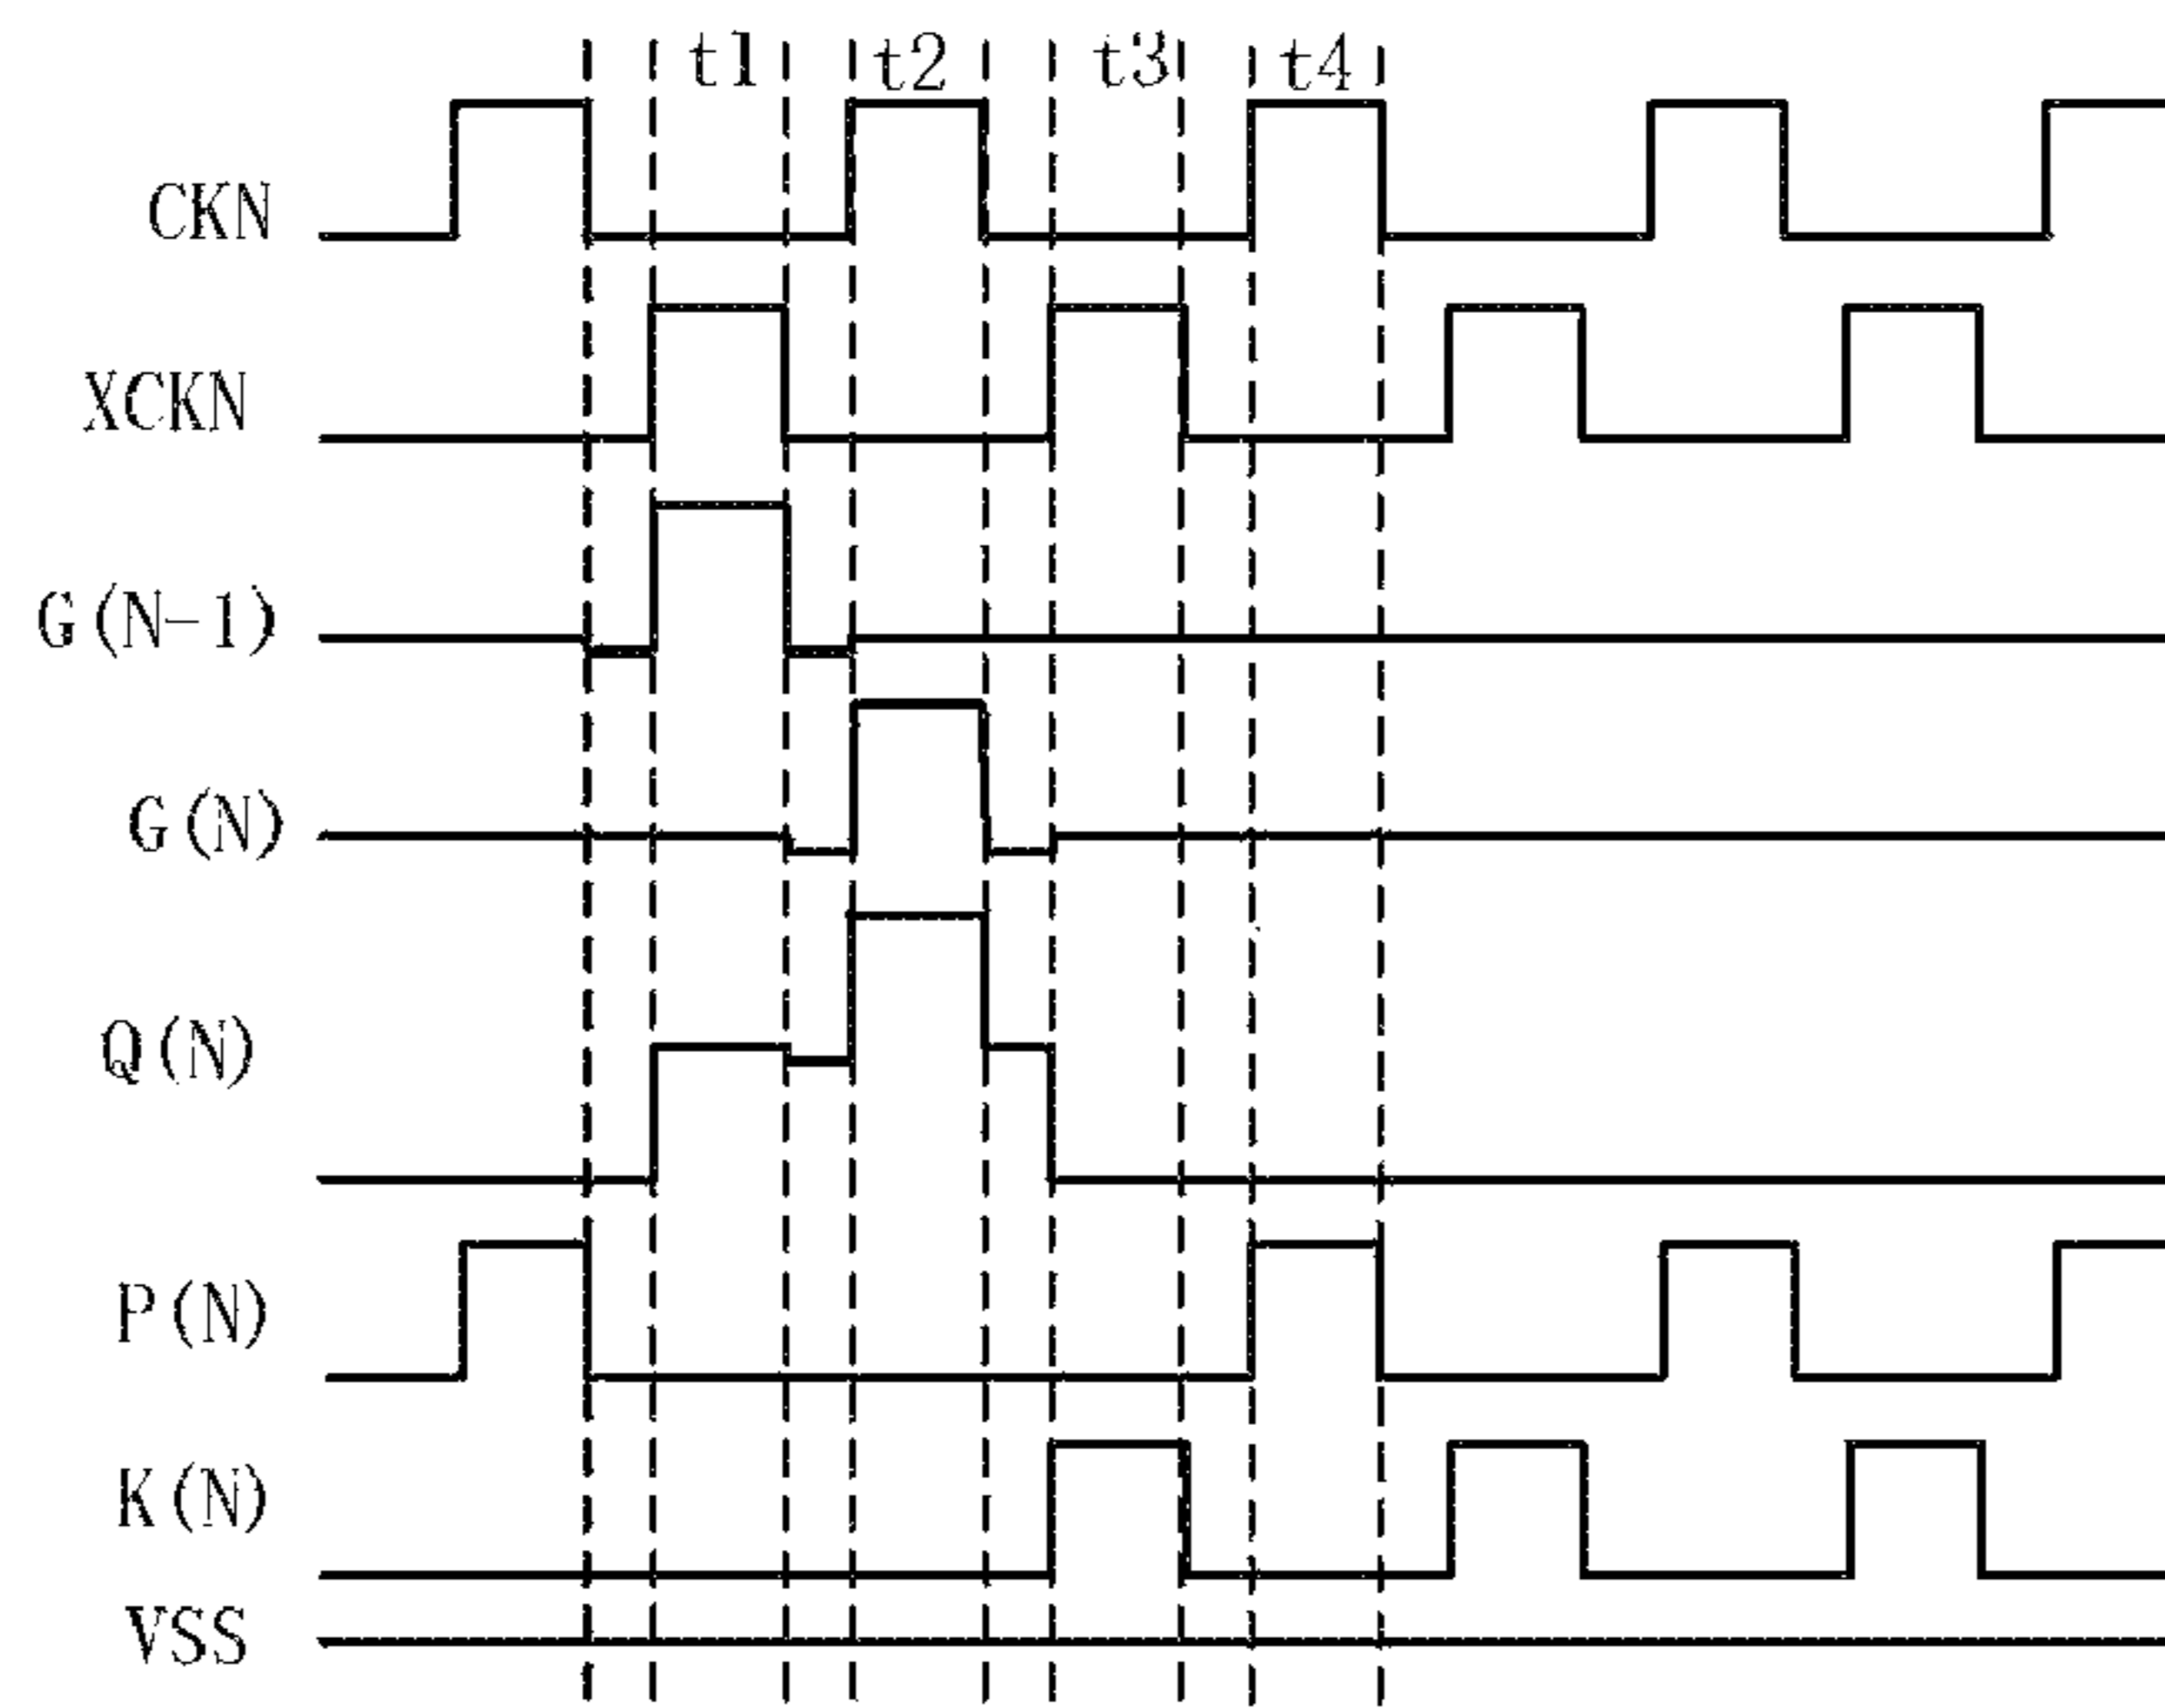 t1 t2 t3 t4
CKN
XCKN
G(N-1)
G(N)
Q(N)
P(N)
K(N)
VSS